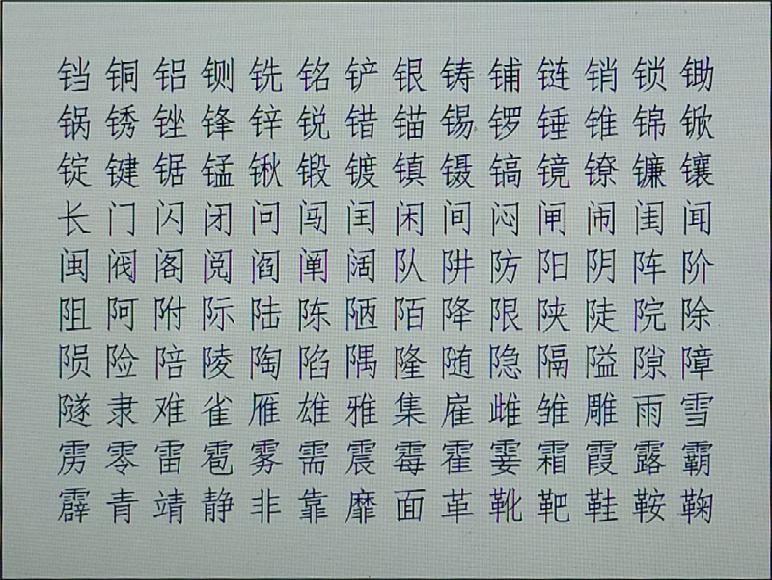 铛铜铝铡铣铭铲银铸铺链销锁锄
锅锈锉锋锌锐错锚锡锣锤锥锦锨
锭键锯锰锹锻镀镇镊镐镜镣镰镶
长门闪闭问闯闰闲间闷闸闹闺闻
闽阀阁阅阎阐阔队阱防阳阴阵阶
阻阿附际陆陈陋陌降限陕陡院除
陨险陪陵陶陷隅隆随隐隔隘隙障
隧隶难雀雁雄雅集雇雌雏雕雨雪
雳零雷雹雾需震霉霍霎霜霞露霸
霹青靖静非靠靡面革靴靶鞋鞍鞠